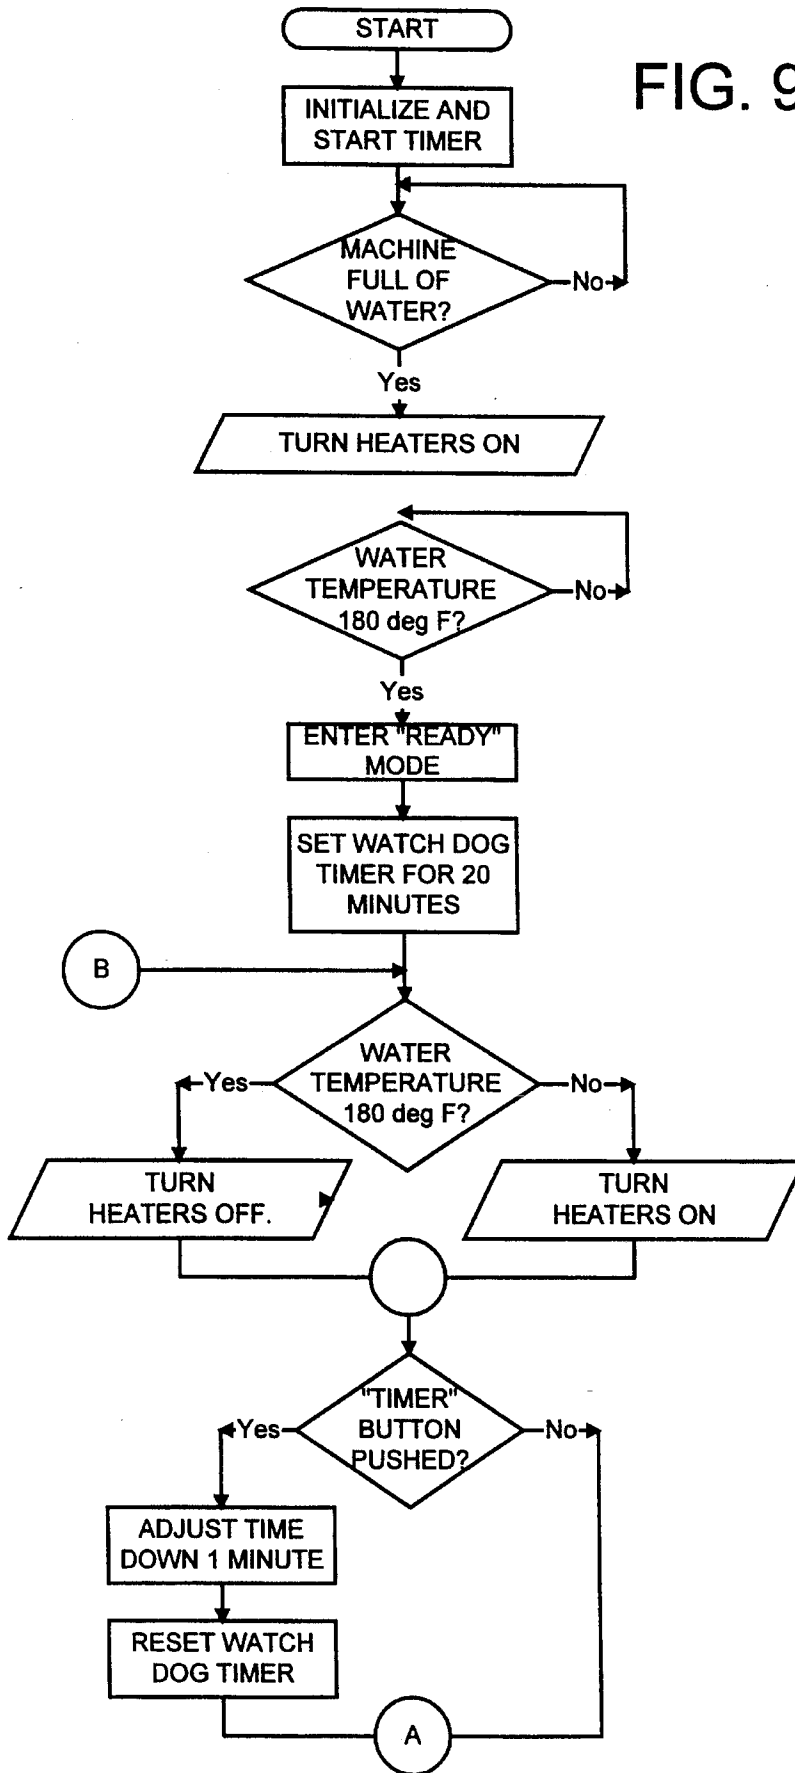 START
FIG. 9
INITIALIZE AND
START TIMER
MACHINE
FULL OF
WATER?
No
Yes
TURN HEATERS ON
WATER
TEMPERATURE
180 deg F?
No
Yes
ENTER "READY"
MODE
SET WATCH DOG
TIMER FOR 20
MINUTES
B
WATER
TEMPERATURE
180 deg F?
Yes
No
TURN
HEATERS OFF.
TURN
HEATERS ON
"TIMER"
BUTTON
PUSHED?
Yes
No
ADJUST TIME
DOWN 1 MINUTE
RESET WATCH
DOG TIMER
A